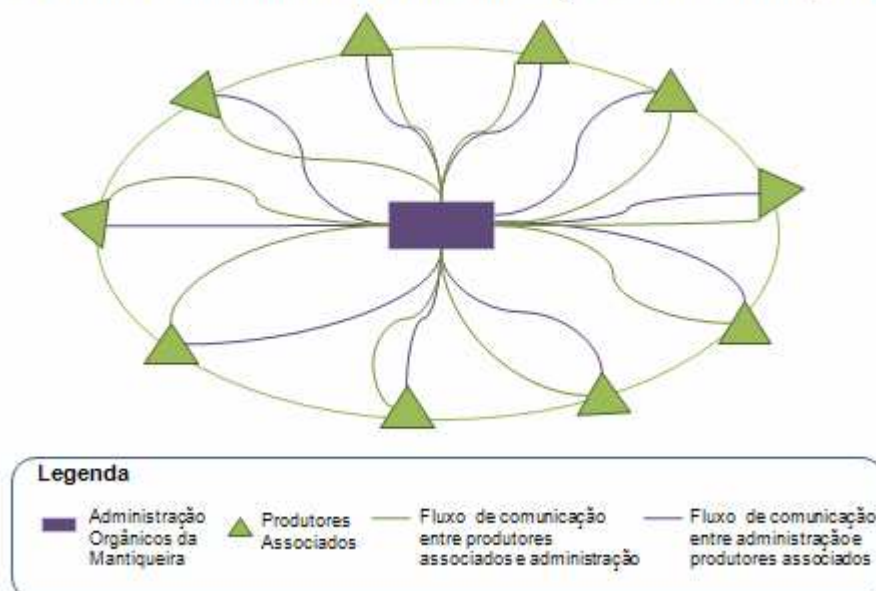 Legenda
Administração
Orgânicos da
Mantiqueira
Produtores
Associados
Fluxo de comunicação
entre produtores
associados e administração
Fluxo de comunicação
entre administração e
produtores associados